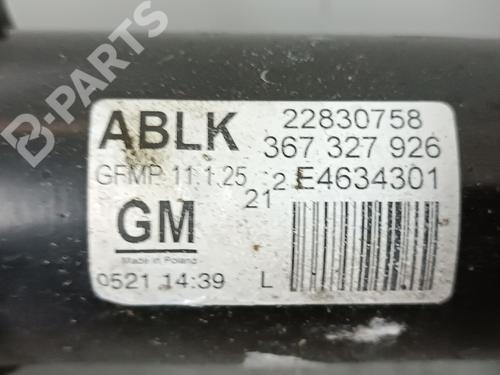 B-PARTS
ABLK 22830758
367 327 926
GFMP 11.1.25 2 E4634301
21
GM
Made in Poland
0521 14:39 L